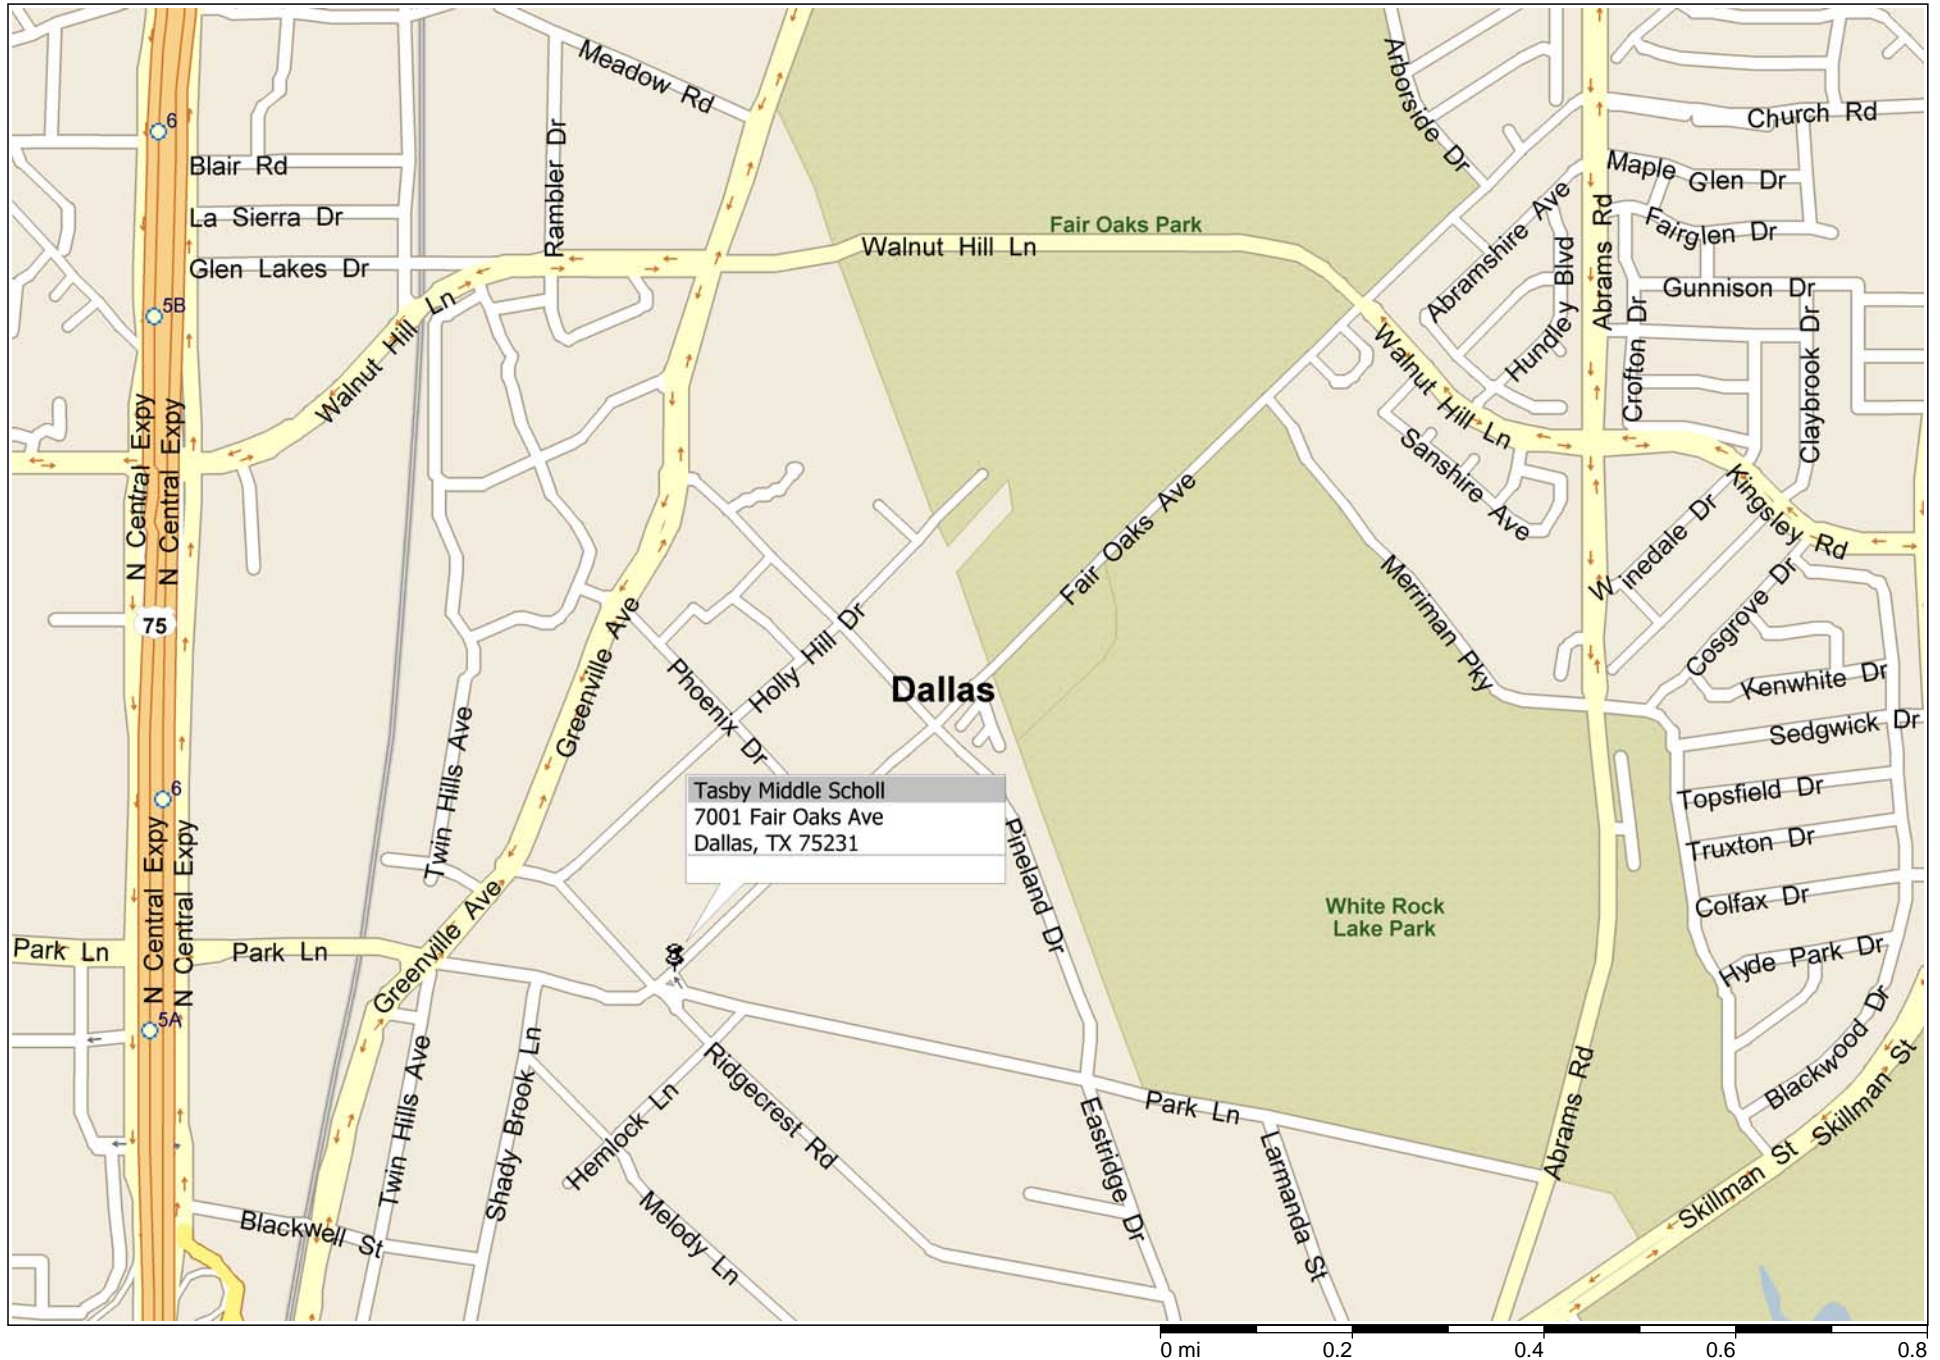 Meadow Rd
Arborside Dr
6
Church Rd
Blair Rd
Rambler Dr
Maple Glen Dr
La Sierra Dr
Fair Oaks Park
Abramshire Ave
Abrams Rd
Fairglen Dr
Walnut Hill Ln
Glen Lakes Dr
Hundley Blvd
Gunnison Dr
5B
Walnut Hill Ln
Walnut Hill Ln
Crofton Dr
Claybrook Dr
N Central Expy
N Central Expy
Sanshire Ave
Kingsley Rd
Winedale Dr
Fair Oaks Ave
Merriman Pky
Cosgrove Dr
75
Greenville Ave
Holly Hill Dr
Phoenix Dr
Dallas
Kenwhite Dr
Sedgwick Dr
Twin Hills Ave
6
Tasby Middle Scholl
7001 Fair Oaks Ave
Dallas, TX 75231
Topsfield Dr
Truxton Dr
Pineland Dr
N Central Expy
N Central Expy
Colfax Dr
White Rock
Lake Park
Park Ln
Park Ln
Greenville Ave
Hyde Park Dr
5A
Blackwood Dr
Twin Hills Ave
Shady Brook Ln
Hemlock Ln
Ridgecrest Rd
Park Ln
Eastridge Dr
Larmanda St
Abrams Rd
Skillman St
Skillman St
Blackwell St
Melody Ln
0 mi
0.2
0.4
0.6
0.8